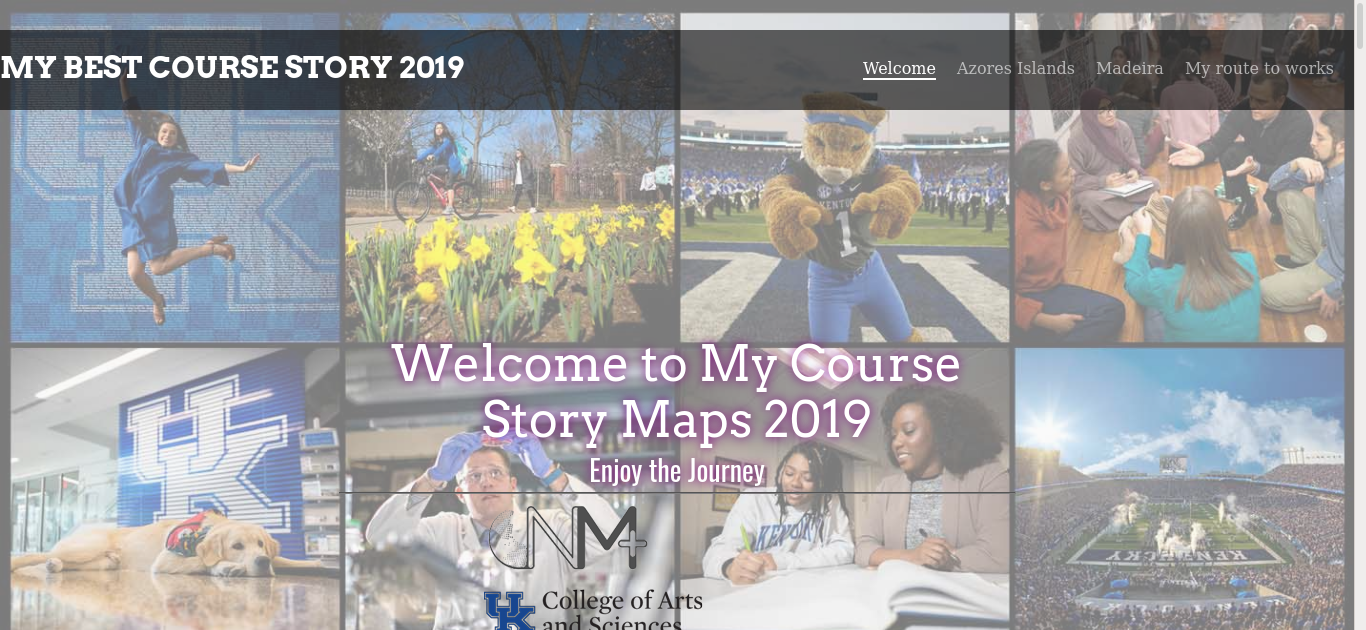 MY BEST COURSE STORY 2019
Welcome Azores Islands Madeira My route to works
KENTUCKY
1
Welcome to My Course
Story Maps 2019
Enjoy the Journey
UK
UK
NM+
College of Arts
and Sciences